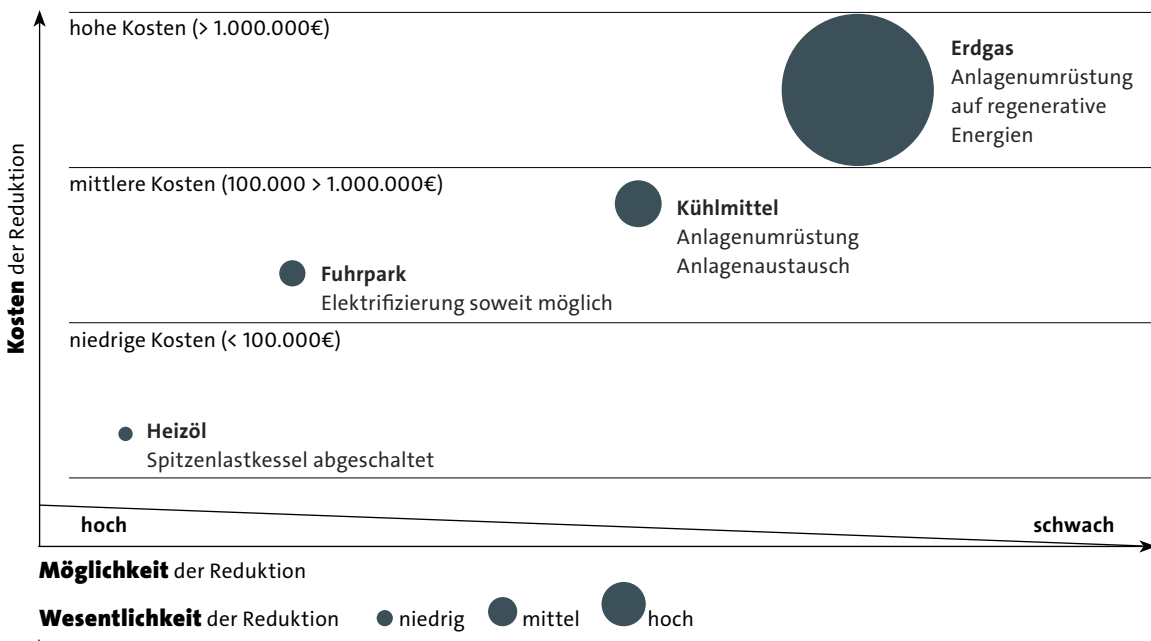 hohe Kosten (> 1.000.000€)
Erdgas
Anlagenumrüstung
auf regenerative
Energien
mittlere Kosten (100.000 > 1.000.000€)
Kühlmittel
Anlagenumrüstung
Anlagenaustausch
Fuhrpark
Elektrifizierung soweit möglich
Kosten der Reduktion
niedrige Kosten (< 100.000€)
Heizöl
Spitzenlastkessel abgeschaltet
hoch schwach
Möglichkeit der Reduktion
Wesentlichkeit der Reduktion niedrig mittel hoch